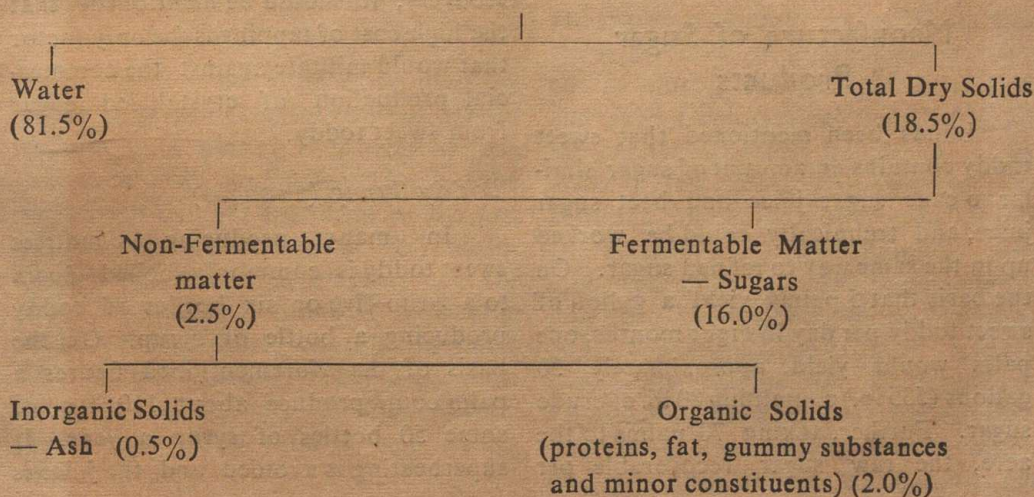 Water
(81.5%)
Total Dry Solids
(18.5%)
Non-Fermentable
matter
(2.5%)
Fermentable Matter
— Sugars
(16.0%)
Inorganic Solids
— Ash (0.5%)
Organic Solids
(proteins, fat, gummy substances
and minor constituents) (2.0%)